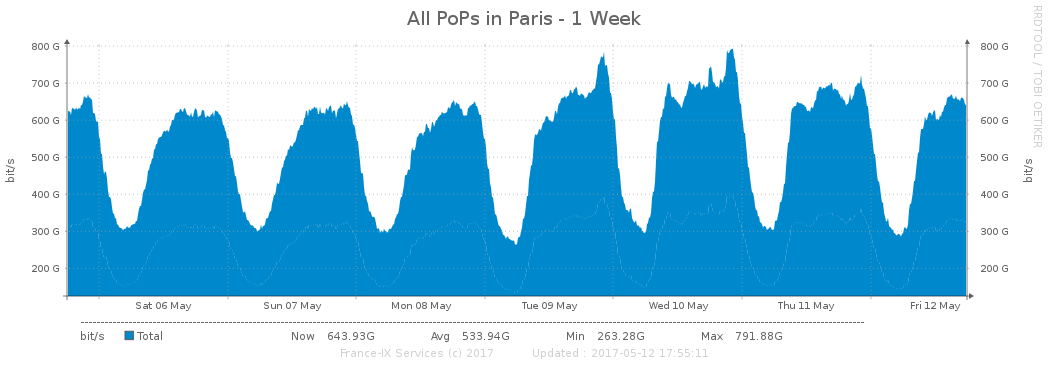 All PoPs in Paris - 1 Week
RRDTOOL / TOBI OETIKER
bit/s
bit/s
800 G 800 G
700 G 700 G
600 G 600 G
500 G 500 G
400 G 400 G
300 G 300 G
200 G 200 G
Sat 06 May Sun 07 May Mon 08 May Tue 09 May Wed 10 May Thu 11 May Fri 12 May
bit/s Total Now 643.93G Avg 533.94G Min 263.28G Max 791.88G
France-IX Services (c) 2017 Updated : 2017-05-12 17:55:11